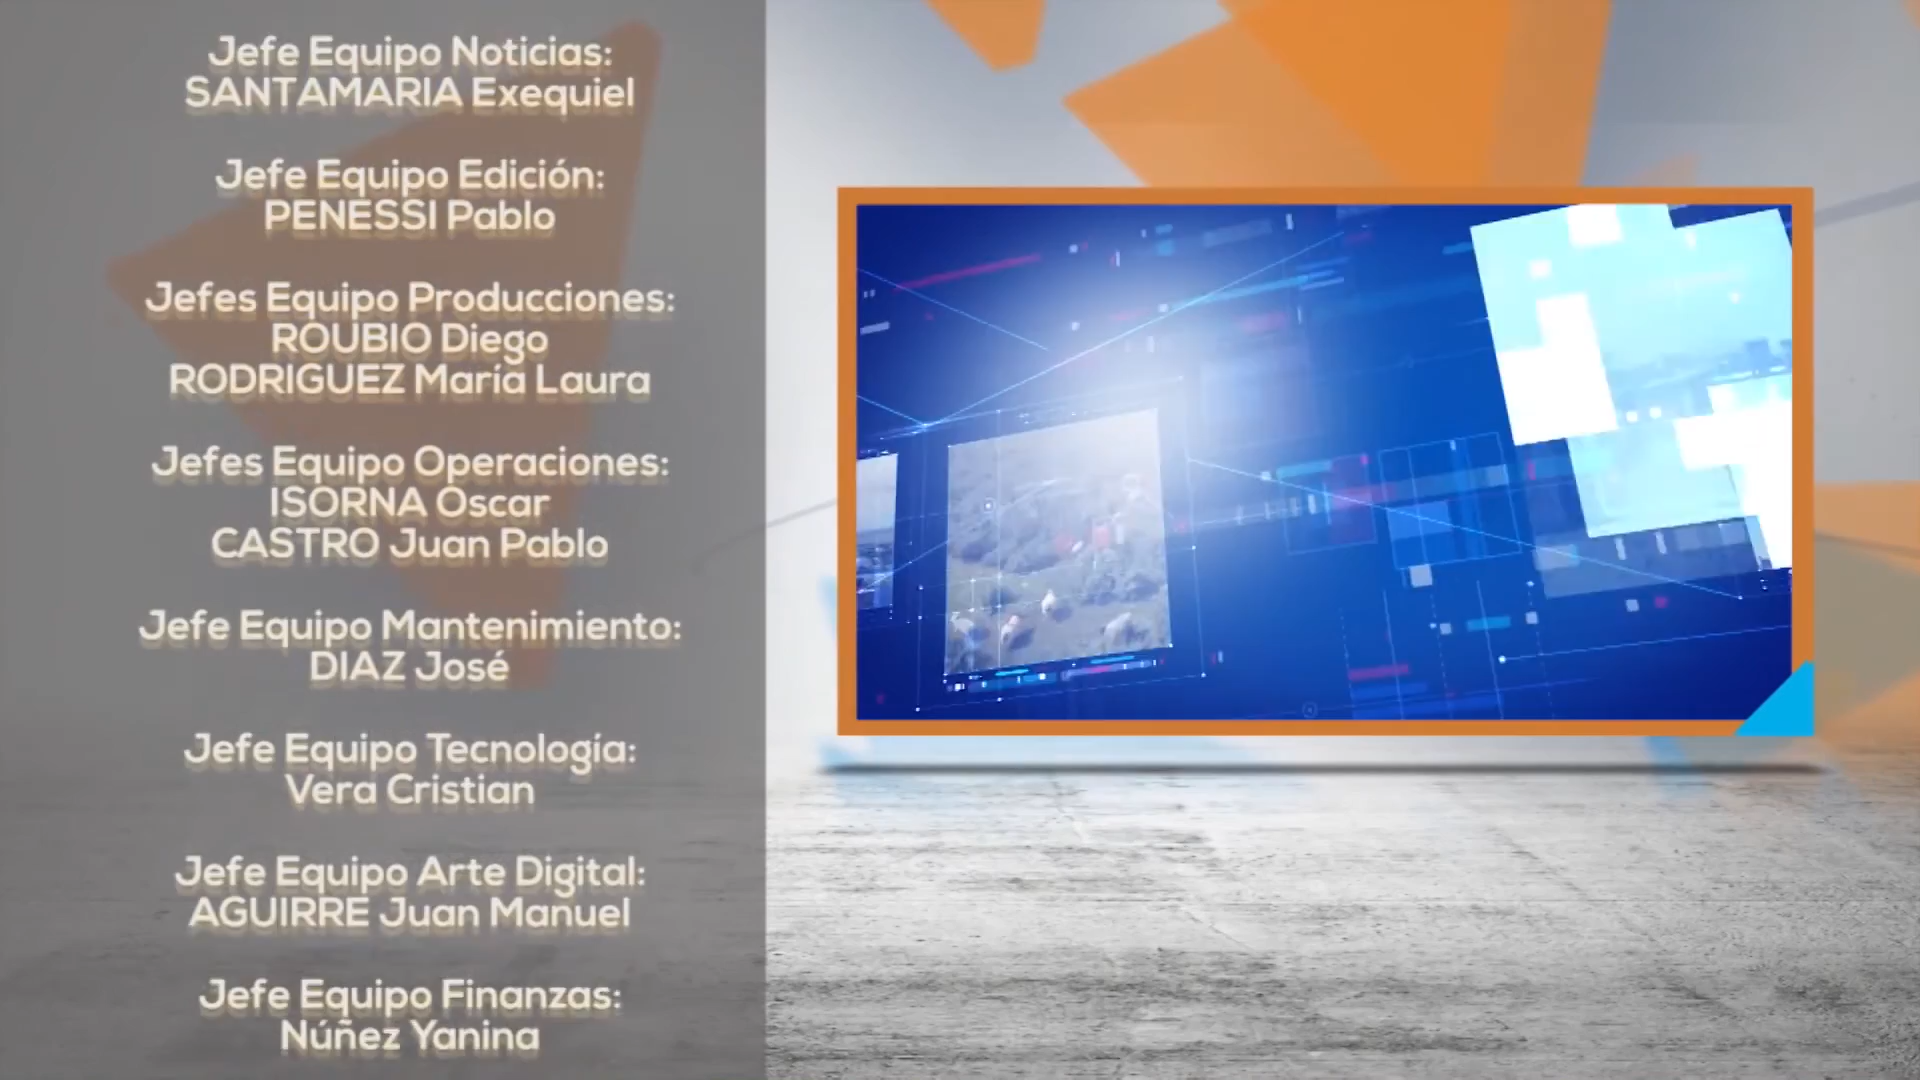 Jefe Equipo Noticias:
SANTAMARIA Exequiel
Jefe Equipo Edición:
PENESSI Pablo
Jefes Equipo Producciones:
ROUBIO Diego
RODRIGUEZ María Laura
Jefes Equipo Operaciones:
ISORNA Oscar
CASTRO Juan Pablo
Jefe Equipo Mantenimiento:
DIAZ José
Jefe Equipo Tecnología:
Vera Cristian
Jefe Equipo Arte Digital:
AGUIRRE Juan Manuel
Jefe Equipo Finanzas:
Núñez Yanina